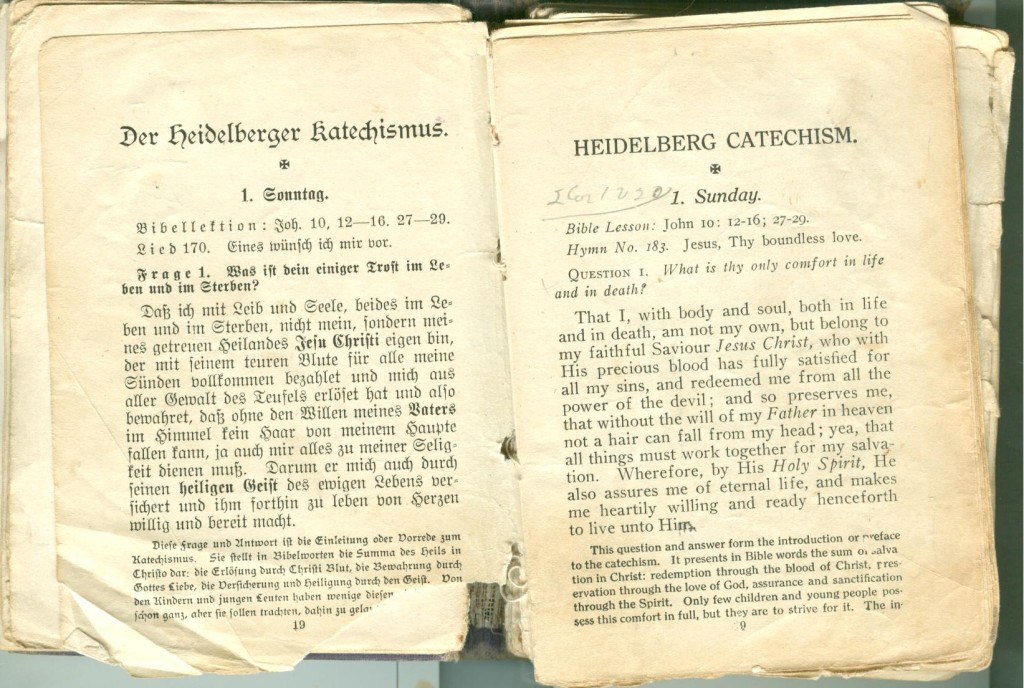 Der Heidelberger Katechismus.
✠
1. Sonntag.
Bibellektion: Joh. 10, 12—16. 27—29.
Lied 170. Eines wünsch ich mir vor.
Frage 1. Was ist dein einiger Trost im Le-
ben und im Sterben?
Daß ich mit Leib und Seele, beides im Le-
ben und im Sterben, nicht mein, sondern mei-
nes getreuen Heilandes Jesu Christi eigen bin,
der mit seinem teuren Blute für alle meine
Sünden vollkommen bezahlet und mich aus
aller Gewalt des Teufels erlöset hat und also
bewahret, daß ohne den Willen meines Vaters
im Himmel kein Haar von meinem Haupte
fallen kann, ja auch mir alles zu meiner Selig-
keit dienen muß. Darum er mich auch durch
seinen heiligen Geist des ewigen Lebens ver-
sichert und ihm forthin zu leben von Herzen
willig und bereit macht.
Diese Frage und Antwort ist die Einleitung oder Vorrede zum
Katechismus. Sie stellt in Bibelworten die Summa des Heils in
Christo dar: die Erlösung durch Christi Blut, die Bewahrung durch
Gottes Liebe, die Versicherung und Heiligung durch den Geist. Von
den Kindern und jungen Leuten haben wenige diesen
schon ganz, aber sie sollen trachten, dahin zu
19
HEIDELBERG CATECHISM.
✠
1. Sunday.
Bible Lesson: John 10: 12-16; 27-29.
Hymn No. 183. Jesus, Thy boundless love.
QUESTION 1. What is thy only comfort in life
and in death?
That I, with body and soul, both in life
and in death, am not my own, but belong to
my faithful Saviour Jesus Christ, who with
His precious blood has fully satisfied for
all my sins, and redeemed me from all the
power of the devil; and so preserves me,
that without the will of my Father in heaven
not a hair can fall from my head; yea, that
all things must work together for my salva-
tion. Wherefore, by His Holy Spirit, He
also assures me of eternal life, and makes
me heartily willing and ready henceforth
to live unto Him.
This question and answer form the introduction or preface
to the catechism. It presents in Bible words the sum of salva
tion in Christ: redemption through the blood of Christ, pres-
ervation through the love of God, assurance and sanctification
through the Spirit. Only few children and young people pos-
sess this comfort in full, but they are to strive for it. The in-
9